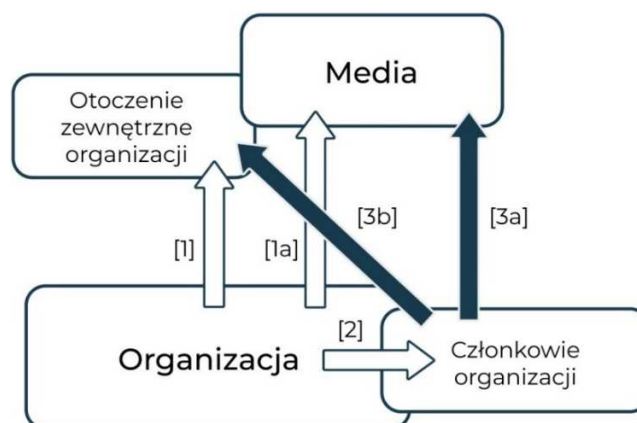 Media
Otoczenie
zewnętrzne
organizacji
[3b]
[3a]
[1]
[1a]
[2]
Organizacja
Członkowie
organizacji